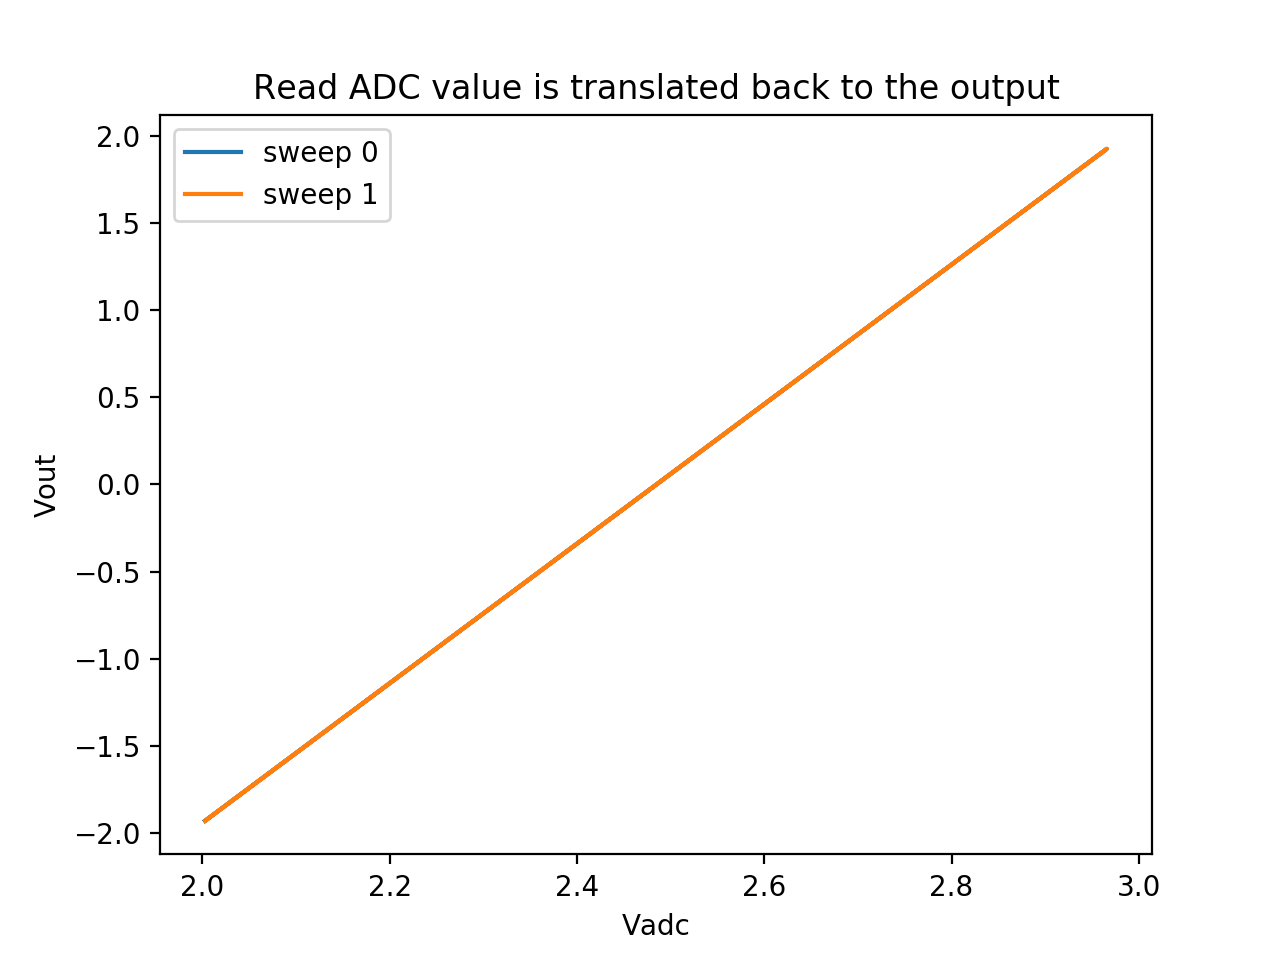 Read ADC value is translated back to the output
sweep 0
sweep 1
2.0
1.5
1.0
0.5
0.0
−0.5
−1.0
−1.5
−2.0
Vout
2.0 2.2 2.4 2.6 2.8 3.0
Vadc